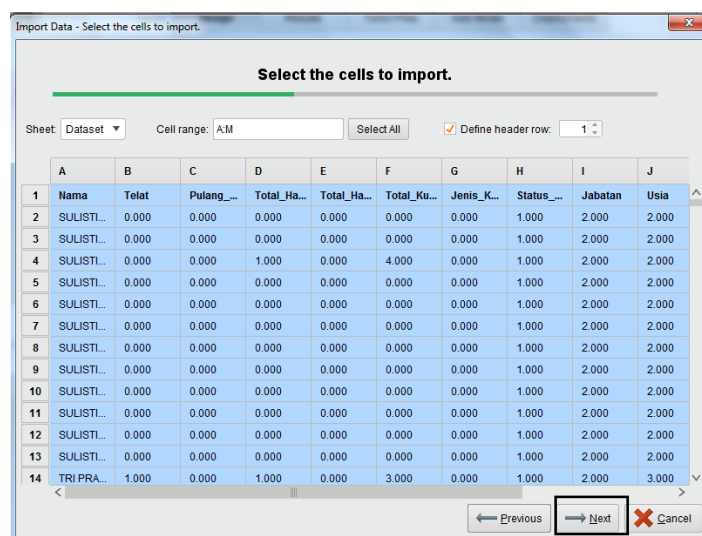 Import Data - Select the cells to import.
Select the cells to import.
Sheet: Dataset Cell range: A:M Select All Define header row: 1
A B C D E F G H I J
1 Nama Telat Pulang_... Total_Ha... Total_Ha... Total_Ku... Jenis_K... Status_... Jabatan Usia
2 SULISTI... 0.000 0.000 0.000 0.000 0.000 0.000 1.000 2.000 2.000
3 SULISTI... 0.000 0.000 0.000 0.000 0.000 0.000 1.000 2.000 2.000
4 SULISTI... 0.000 0.000 1.000 0.000 4.000 0.000 1.000 2.000 2.000
5 SULISTI... 0.000 0.000 0.000 0.000 0.000 0.000 1.000 2.000 2.000
6 SULISTI... 0.000 0.000 0.000 0.000 0.000 0.000 1.000 2.000 2.000
7 SULISTI... 0.000 0.000 0.000 0.000 0.000 0.000 1.000 2.000 2.000
8 SULISTI... 0.000 0.000 0.000 0.000 0.000 0.000 1.000 2.000 2.000
9 SULISTI... 0.000 0.000 0.000 0.000 0.000 0.000 1.000 2.000 2.000
10 SULISTI... 0.000 0.000 0.000 0.000 0.000 0.000 1.000 2.000 2.000
11 SULISTI... 0.000 0.000 0.000 0.000 0.000 0.000 1.000 2.000 2.000
12 SULISTI... 0.000 0.000 0.000 0.000 0.000 0.000 1.000 2.000 2.000
13 SULISTI... 0.000 0.000 0.000 0.000 0.000 0.000 1.000 2.000 2.000
14 TRI PRA... 1.000 0.000 1.000 0.000 3.000 0.000 1.000 2.000 3.000
Previous Next Cancel